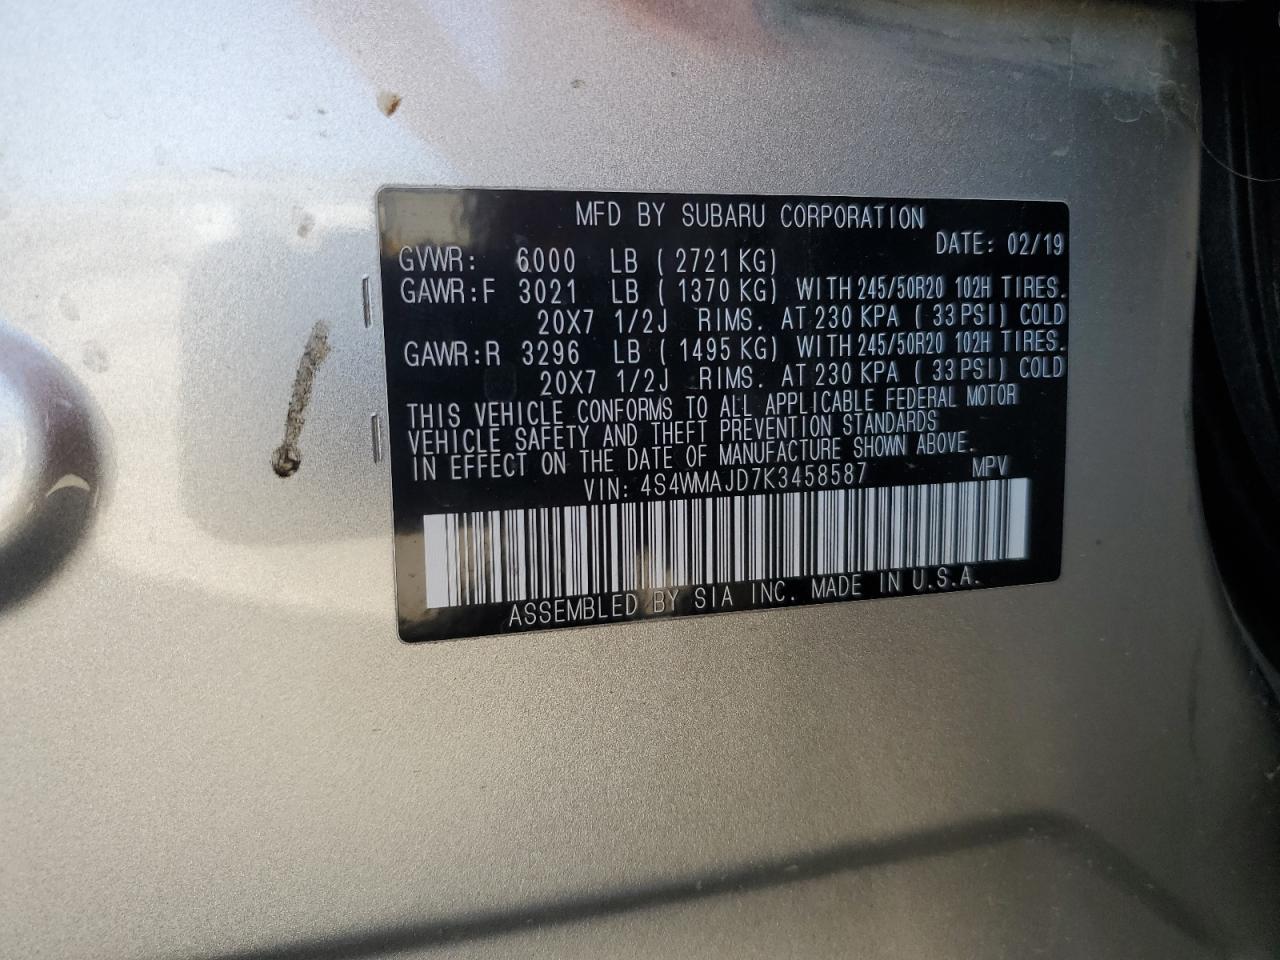 MFD BY SUBARU CORPORATION
DATE: 02/19
GVWR: 6000 LB ( 2721 KG)
GAWR:F 3021 LB ( 1370 KG) WITH 245/50R20 102H TIRES.
20X7 1/2J RIMS. AT 230 KPA ( 33 PSI) COLD
GAWR:R 3296 LB ( 1495 KG) WITH 245/50R20 102H TIRES.
20X7 1/2J RIMS. AT 230 KPA ( 33 PSI) COLD
THIS VEHICLE CONFORMS TO ALL APPLICABLE FEDERAL MOTOR
VEHICLE SAFETY AND THEFT PREVENTION STANDARDS
IN EFFECT ON THE DATE OF MANUFACTURE SHOWN ABOVE.
VIN: 4S4WMAJD7K3458587 MPV
ASSEMBLED BY SIA INC. MADE IN U.S.A.